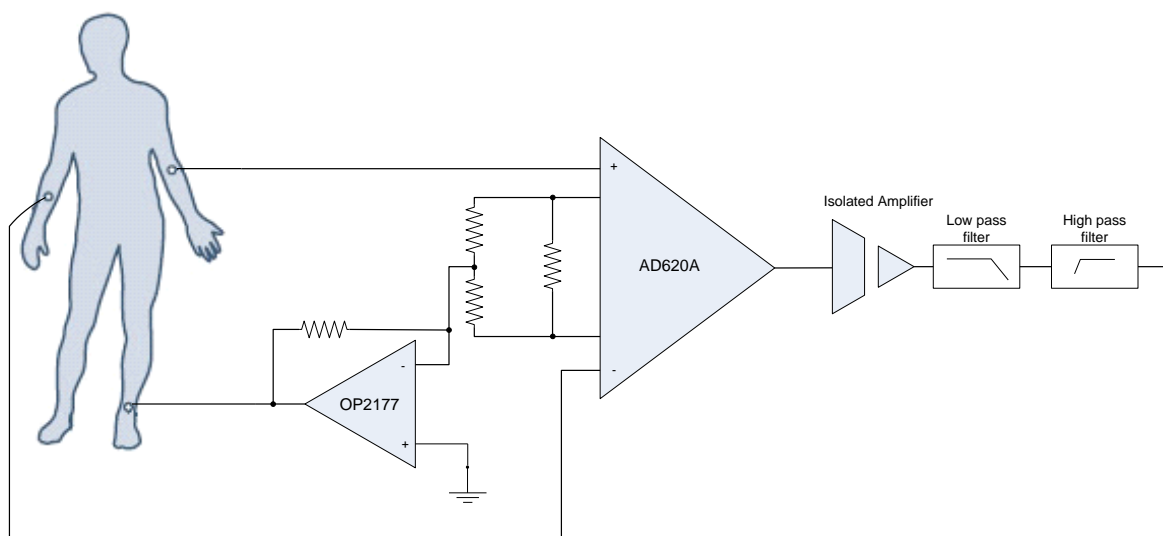 +
Isolated Amplifier
Low pass
filter
High pass
filter
AD620A
-
-
OP2177
+